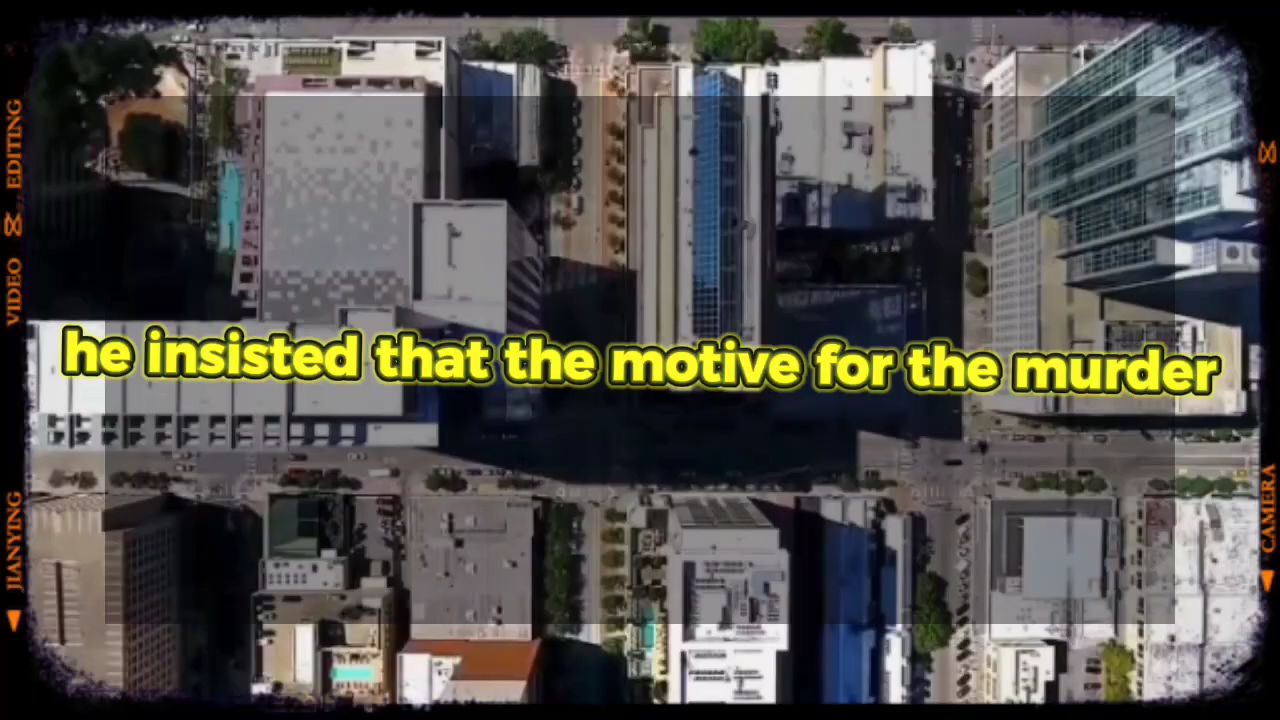 he insisted that the motive for the murder
VIDEO EDITING
JIANYING
CAMERA